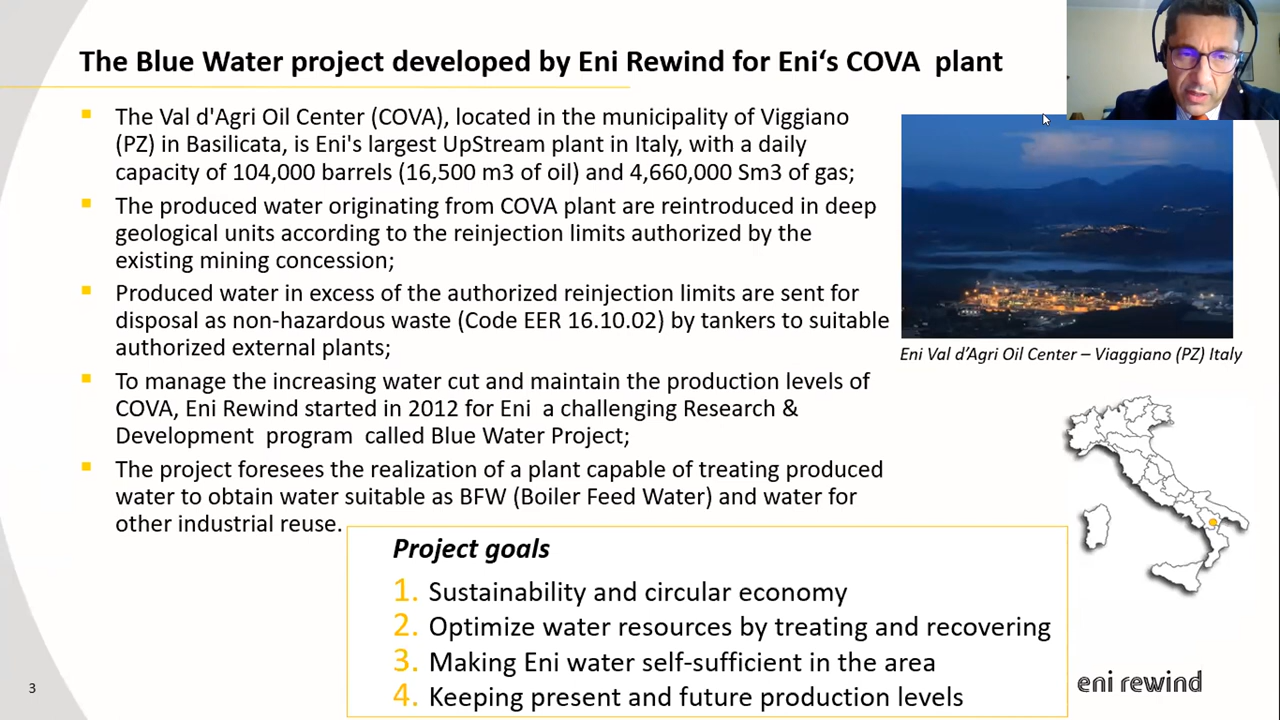 The Blue Water project developed by Eni Rewind for Eni‘s COVA plant
The Val d'Agri Oil Center (COVA), located in the municipality of Viggiano
(PZ) in Basilicata, is Eni's largest UpStream plant in Italy, with a daily
capacity of 104,000 barrels (16,500 m3 of oil) and 4,660,000 Sm3 of gas;
The produced water originating from COVA plant are reintroduced in deep
geological units according to the reinjection limits authorized by the
existing mining concession;
Produced water in excess of the authorized reinjection limits are sent for
disposal as non-hazardous waste (Code EER 16.10.02) by tankers to suitable
authorized external plants;
To manage the increasing water cut and maintain the production levels of
COVA, Eni Rewind started in 2012 for Eni a challenging Research &
Development program called Blue Water Project;
The project foresees the realization of a plant capable of treating produced
water to obtain water suitable as BFW (Boiler Feed Water) and water for
other industrial reuse.
Eni Val d’Agri Oil Center – Viaggiano (PZ) Italy
Project goals
1. Sustainability and circular economy
2. Optimize water resources by treating and recovering
3. Making Eni water self-sufficient in the area
4. Keeping present and future production levels
3
eni rewind